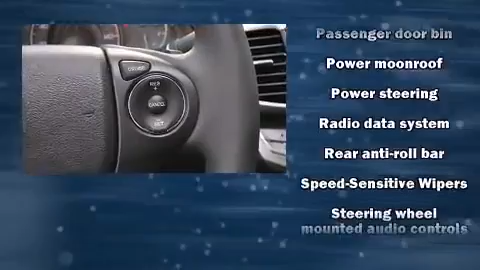 Passenger door bin
Power moonroof
Power steering
Radio data system
Rear anti-roll bar
Speed-Sensitive Wipers
Steering wheel
mounted audio controls